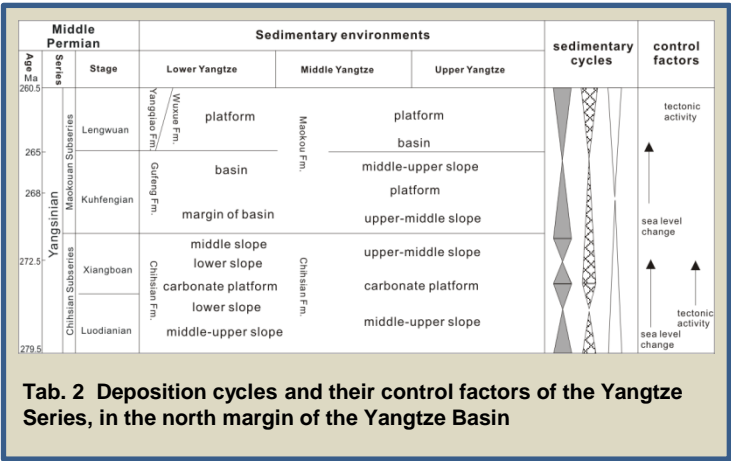 Middle Permian
Sedimentary environments
sedimentary cycles
control factors
Age Ma
Series
Stage
Lower Yangtze
Middle Yangtze
Upper Yangtze
260.5
265
268
272.5
279.5
Yangsinian
Maokouan Subseries
Chihsian Subseries
Lengwuan
Kuhfengian
Xiangboan
Luodianian
Yangqiao Fm.
Wuxue Fm.
Gufeng Fm.
Chihsian Fm.
platform
basin
margin of basin
middle slope
lower slope
carbonate platform
lower slope
middle-upper slope
Maokou Fm.
Chihsian Fm.
platform
basin
middle-upper slope
platform
upper-middle slope
upper-middle slope
carbonate platform
middle-upper slope
tectonic activity
sea level change
tectonic activity
sea level change
Tab. 2 Deposition cycles and their control factors of the Yangtze
Series, in the north margin of the Yangtze Basin